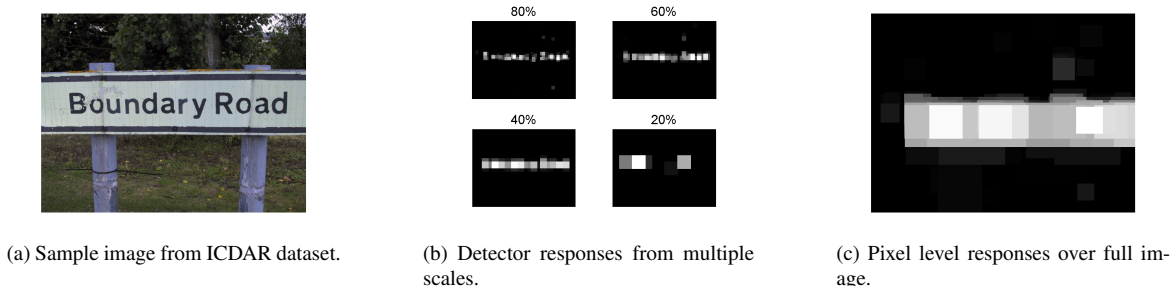 80%
60%
Boundary Road
40%
20%
(a) Sample image from ICDAR dataset.
(b) Detector responses from multiple
scales.
(c) Pixel level responses over full im-
age.